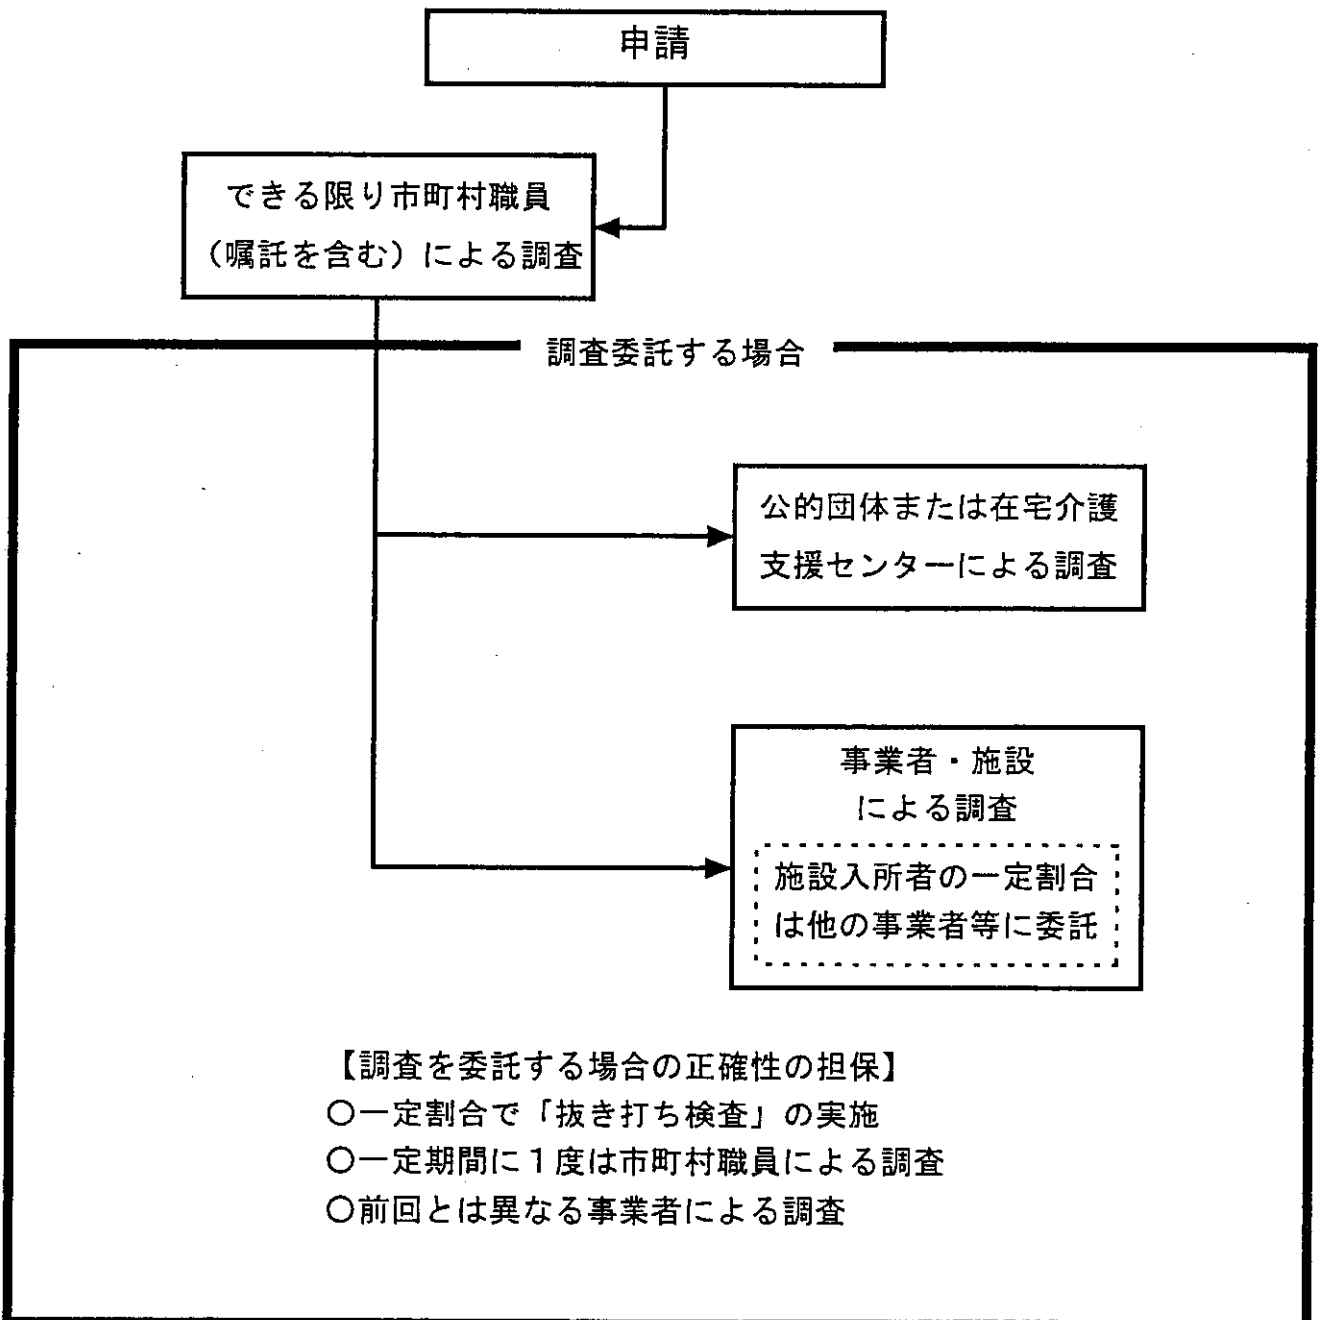 申請
できる限り市町村職員
（嘱託を含む）による調査
調査委託する場合
公的団体または在宅介護
支援センターによる調査
事業者・施設
による調査
施設入所者の一定割合
は他の事業者等に委託
【調査を委託する場合の正確性の担保】
○一定割合で「抜き打ち検査」の実施
○一定期間に１度は市町村職員による調査
○前回とは異なる事業者による調査